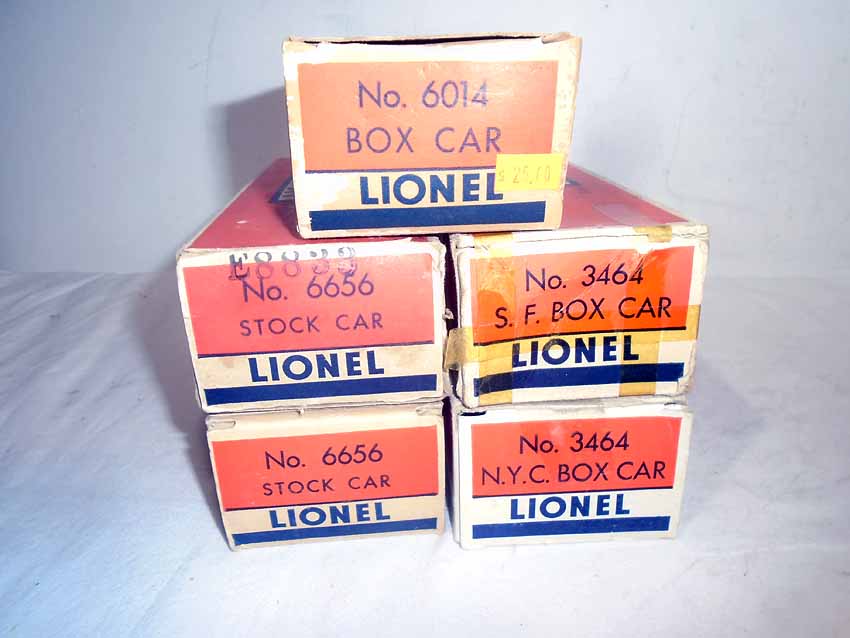 No. 6014
BOX CAR
LIONEL
E8833
No. 6656
STOCK CAR
LIONEL
No. 3464
S. F. BOX CAR
LIONEL
No. 6656
STOCK CAR
LIONEL
No. 3464
N.Y.C. BOX CAR
LIONEL